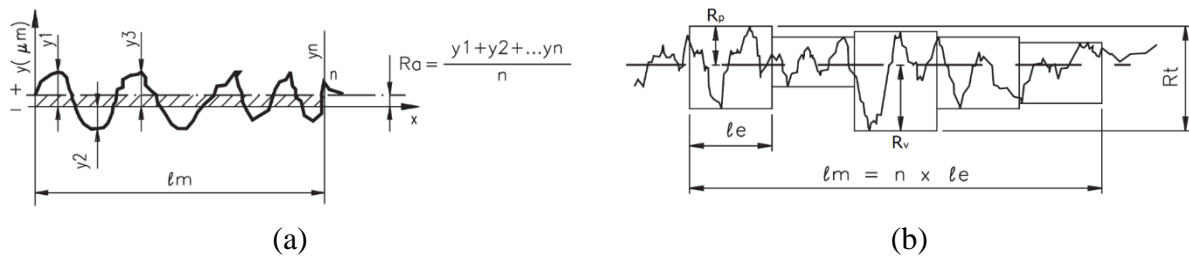 y( μm)
+
−
y1
y2
y3
yn
n
x
ℓm
Ra= y1+y2+...yn
n
(a)
Rp
Rv
Rt
ℓe
ℓm = n x ℓe
(b)